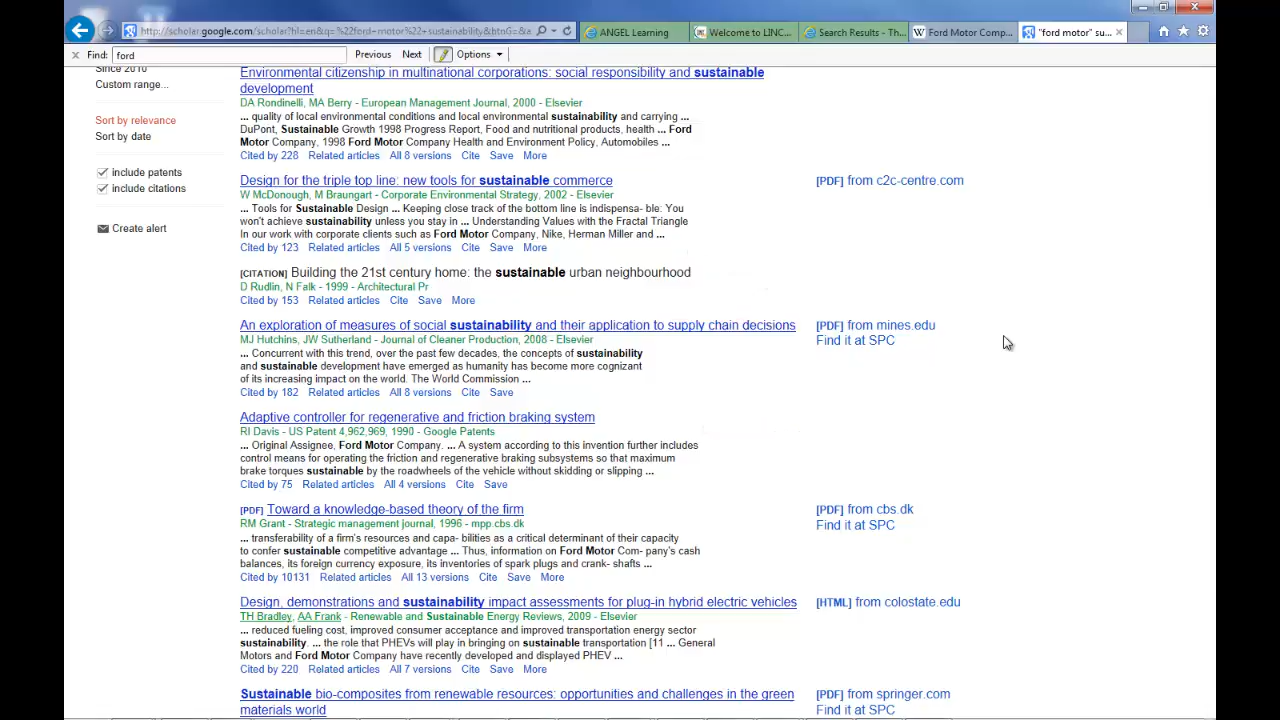 http://scholar.google.com/scholar?hl=en&q=%22ford+motor%22+sustainability&btnG=&a
ANGEL Learning
Welcome to LINC...
Search Results - Th...
Ford Motor Comp...
"ford motor" su...
Find: ford
Previous Next Options
Since 2010
Custom range...
Sort by relevance
Sort by date
include patents
include citations
Create alert
Environmental citizenship in multinational corporations: social responsibility and sustainable
development
DA Rondinelli, MA Berry - European Management Journal, 2000 - Elsevier
... quality of local environmental conditions and local environmental sustainability and carrying ...
DuPont, Sustainable Growth 1998 Progress Report, Food and nutritional products, health ... Ford
Motor Company, 1998 Ford Motor Company Health and Environment Policy, Automobiles ...
Cited by 228 Related articles All 8 versions Cite Save More
Design for the triple top line: new tools for sustainable commerce
[PDF] from c2c-centre.com
W McDonough, M Braungart - Corporate Environmental Strategy, 2002 - Elsevier
... Tools for Sustainable Design ... Keeping close track of the bottom line is indispensa- ble: You
won't achieve sustainability unless you stay in ... Understanding Values with the Fractal Triangle
In our work with corporate clients such as Ford Motor Company, Nike, Herman Miller and ...
Cited by 123 Related articles All 5 versions Cite Save More
[CITATION] Building the 21st century home: the sustainable urban neighbourhood
D Rudlin, N Falk - 1999 - Architectural Pr
Cited by 153 Related articles Cite Save More
An exploration of measures of social sustainability and their application to supply chain decisions
[PDF] from mines.edu
Find it at SPC
MJ Hutchins, JW Sutherland - Journal of Cleaner Production, 2008 - Elsevier
... Concurrent with this trend, over the past few decades, the concepts of sustainability
and sustainable development have emerged as humanity has become more cognizant
of its increasing impact on the world. The World Commission ...
Cited by 182 Related articles All 8 versions Cite Save
Adaptive controller for regenerative and friction braking system
RI Davis - US Patent 4,962,969, 1990 - Google Patents
... Original Assignee, Ford Motor Company. ... A system according to this invention further includes
control means for operating the friction and regenerative braking subsystems so that maximum
brake torques sustainable by the roadwheels of the vehicle without skidding or slipping ...
Cited by 75 Related articles All 4 versions Cite Save
[PDF] Toward a knowledge-based theory of the firm
[PDF] from cbs.dk
Find it at SPC
RM Grant - Strategic management journal, 1996 - mpp.cbs.dk
... transferability of a firm's resources and capa- bilities as a critical determinant of their capacity
to confer sustainable competitive advantage ... Thus, information on Ford Motor Com- pany's cash
balances, its foreign currency exposure, its inventories of spark plugs and crank- shafts ...
Cited by 10131 Related articles All 13 versions Cite Save More
Design, demonstrations and sustainability impact assessments for plug-in hybrid electric vehicles
[HTML] from colostate.edu
TH Bradley, AA Frank - Renewable and Sustainable Energy Reviews, 2009 - Elsevier
... reduced fueling cost, improved consumer acceptance and improved transportation energy sector
sustainability. ... the role that PHEVs will play in bringing on sustainable transportation [11 ... General
Motors and Ford Motor Company have recently developed and displayed PHEV ...
Cited by 220 Related articles All 7 versions Cite Save More
Sustainable bio-composites from renewable resources: opportunities and challenges in the green
materials world
[PDF] from springer.com
Find it at SPC